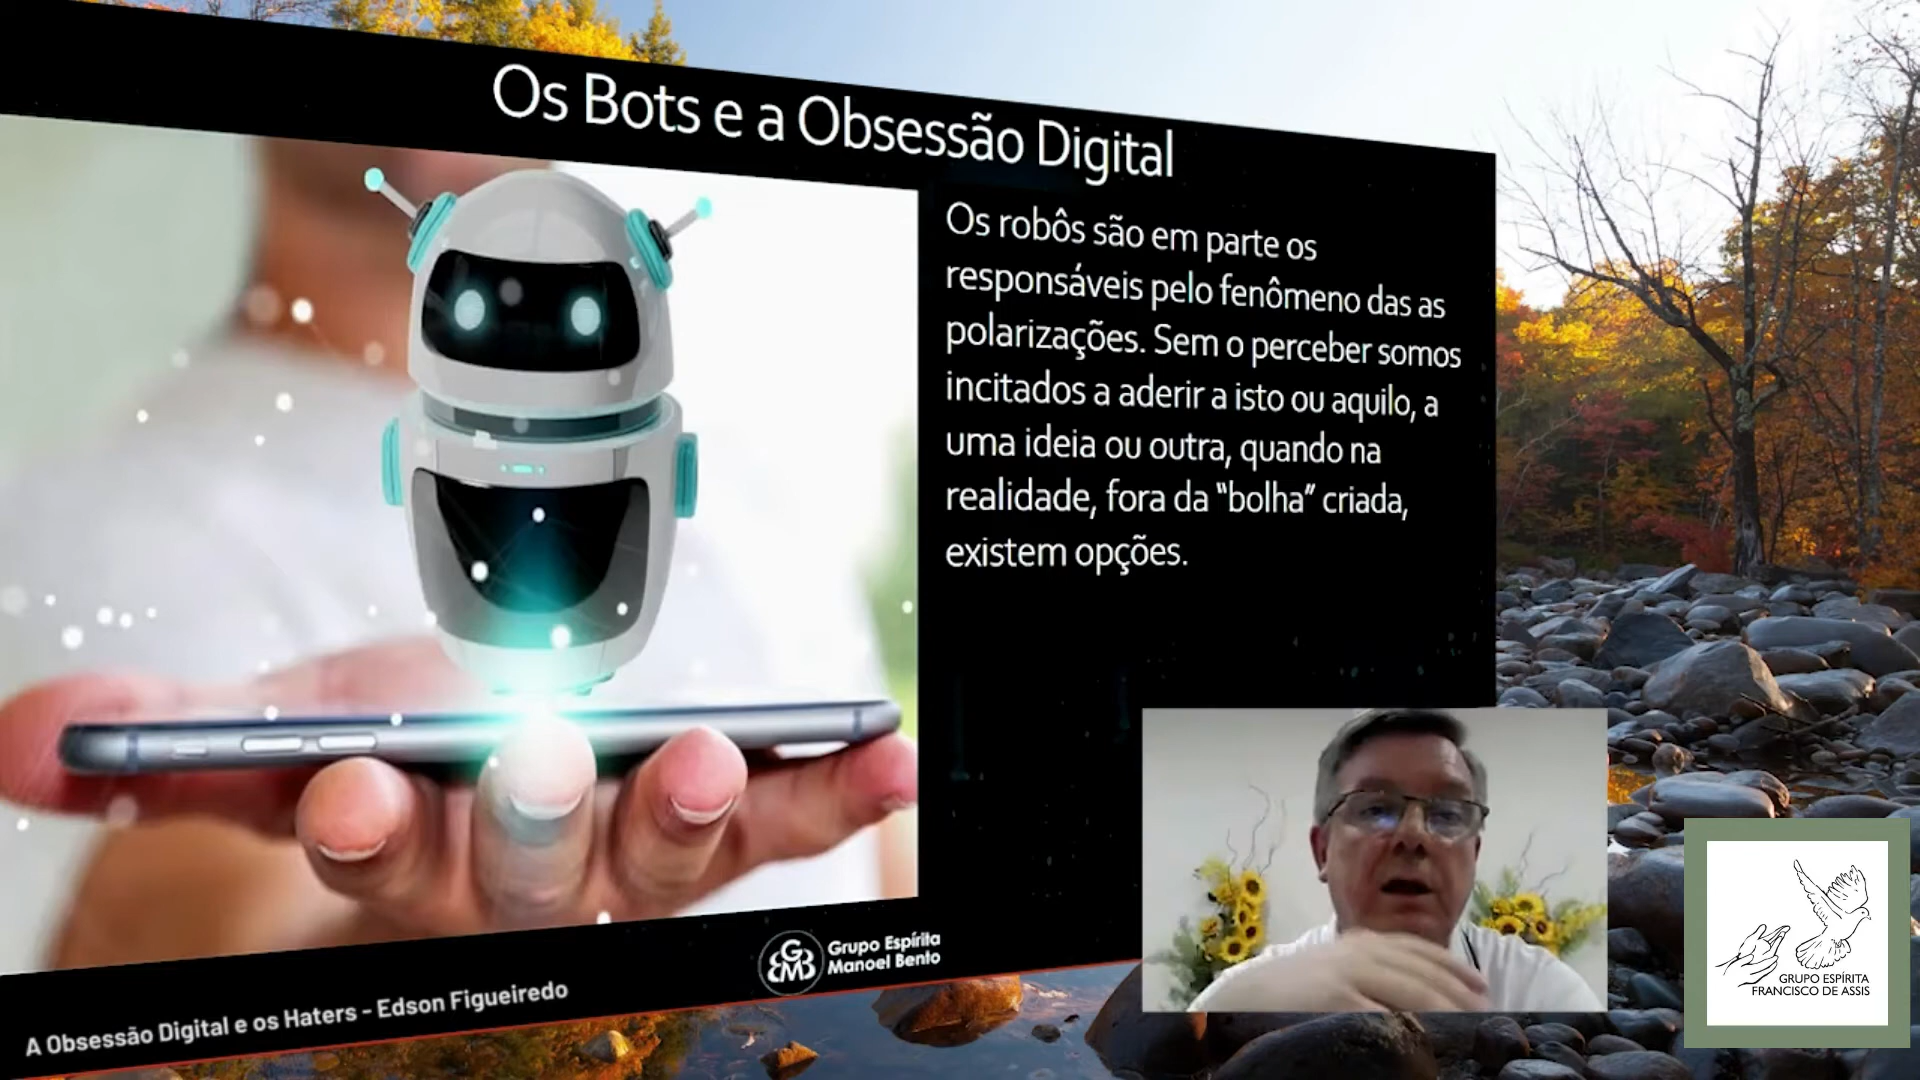 Os Bots e a Obsessão Digital
Os robôs são em parte os
responsáveis pelo fenômeno das as
polarizações. Sem o perceber somos
incitados a aderir a isto ou aquilo, a
uma ideia ou outra, quando na
realidade, fora da “bolha” criada,
existem opções.
GEMB
Grupo Espírita
Manoel Bento
A Obsessão Digital e os Haters - Edson Figueiredo
GRUPO ESPÍRITA
FRANCISCO DE ASSIS